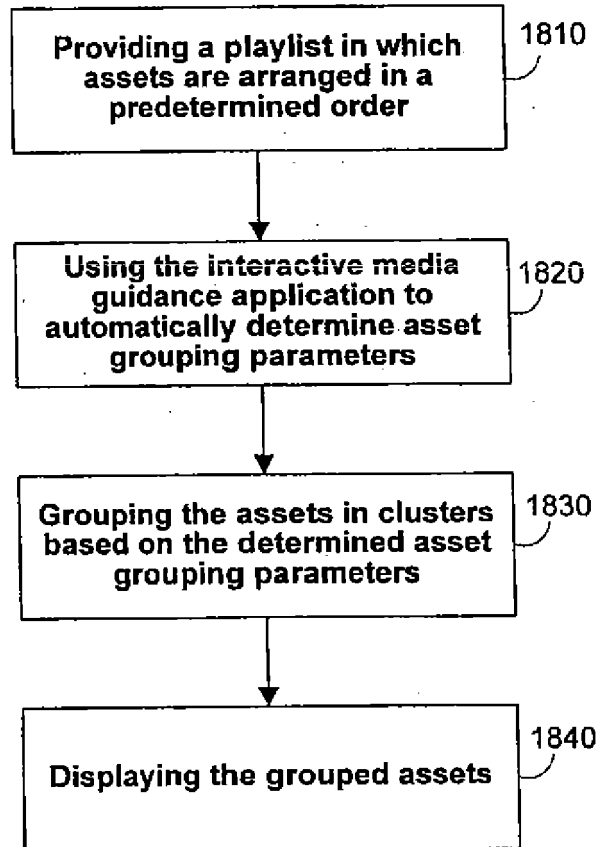 Providing a playlist in which
assets are arranged in a
predetermined order
1810
Using the interactive media
guidance application to
automatically determine asset
grouping parameters
1820
Grouping the assets in clusters
based on the determined asset
grouping parameters
1830
Displaying the grouped assets
1840